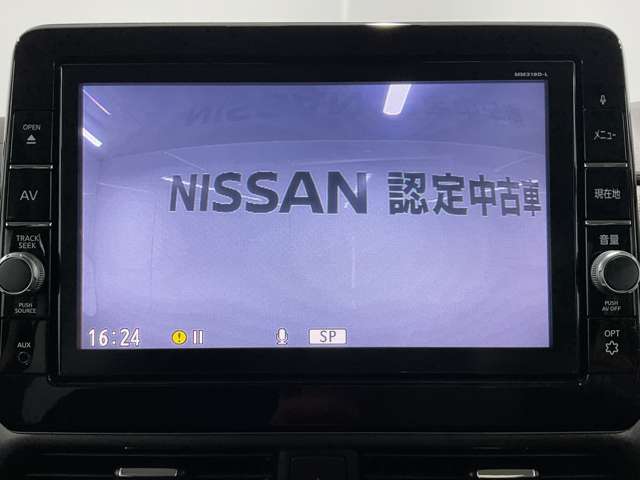 MM319D-L
OPEN
メニュー
AV
NISSAN 認定中古車
現在地
TRACK
SEEK
音量
PUSH
SOURCE
PUSH
AV OFF
16:24
SP
OPT
AUX